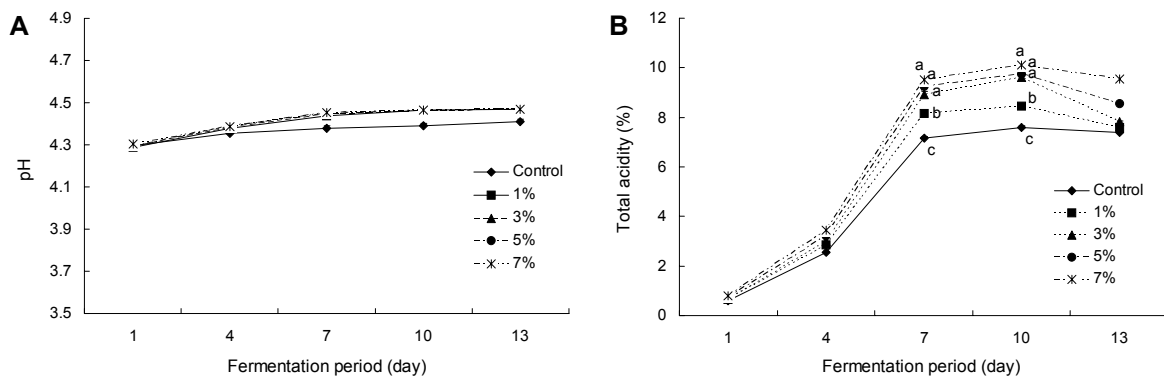 A
4.9
4.7
4.5
4.3
4.1
3.9
3.7
3.5
pH
1 4 7 10 13
Fermentation period (day)
Control
1%
3%
5%
7%
B
12
10
8
6
4
2
0
Total acidity (%)
a
a
a
b
c
a
a
a
b
c
1 4 7 10 13
Fermentation period (day)
Control
1%
3%
5%
7%